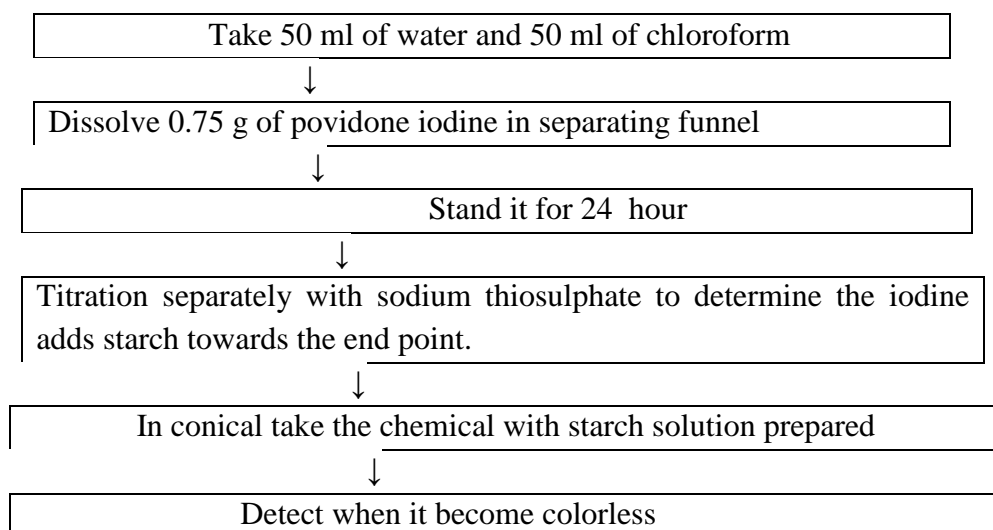 Take 50 ml of water and 50 ml of chloroform
↓
Dissolve 0.75 g of povidone iodine in separating funnel
↓
Stand it for 24 hour
↓
Titration separately with sodium thiosulphate to determine the iodine
adds starch towards the end point.
↓
In conical take the chemical with starch solution prepared
↓
Detect when it become colorless